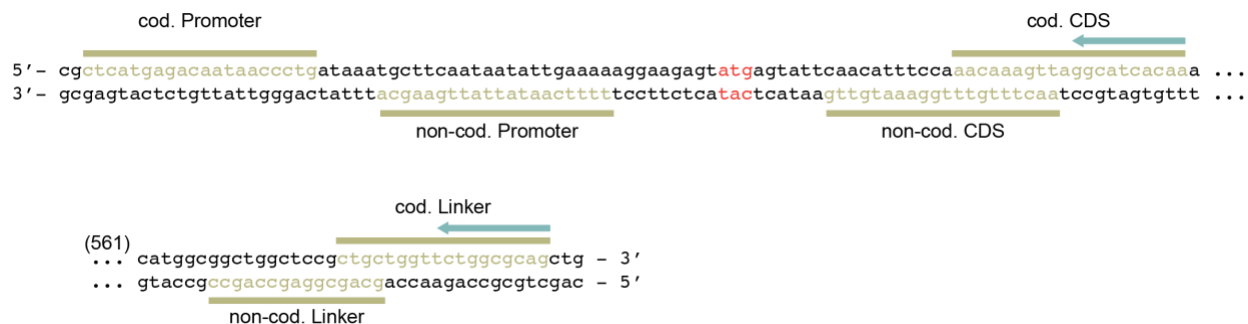 cod. Promoter cod. CDS
5’– cgctcatgagacaataaccctgataaatgcttcaataatattgaaaaaggaagagtatgagtattcaacatttccaaacaaagttaggcatcacaaa ...
3’– gcgagtactctgttattgggactatttacgaagttattataactttttccttctcatactcataagttgtaaaggtttgtttcaatccgtagtgttt ...
non-cod. Promoter non-cod. CDS
cod. Linker
(561)
... catggcggctggctccgctgctggttctggcgcagctg – 3’
... gtaccgccgaccgaggcgacgaccaagaccgcgtcgac – 5’
non-cod. Linker